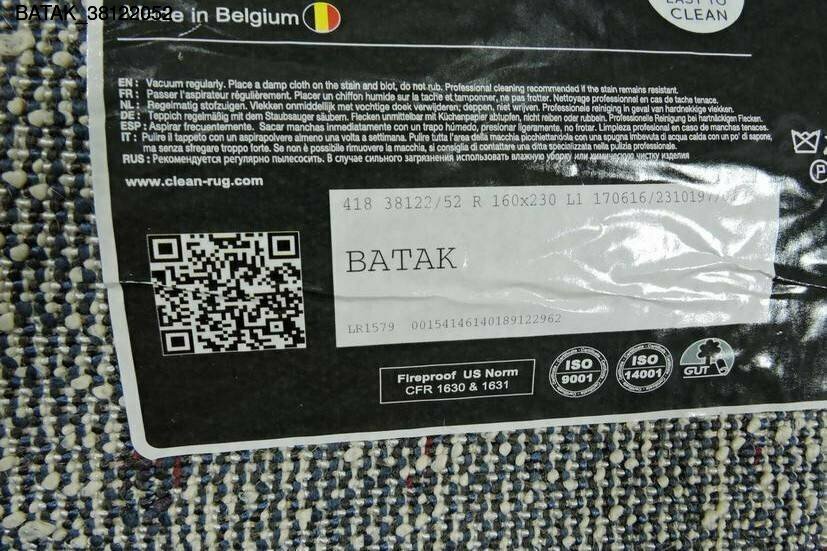 BATAK_38122052
in Belgium
EASY TO
CLEAN
EN: Vacuum regularly. Place a damp cloth on the stain and blot, do not rub. Professional cleaning recommended if the stain remains resistant.
FR: Passer l'aspirateur régulièrement. Placer un chiffon humide sur la tache et tamponner, ne pas frotter. Nettoyage professionnel en cas de tache tenace.
NL: Regelmatig stofzuigen. Vlekken onmiddellijk met vochtige doek verwijderen; deppen, niet wrijven. Professionele reiniging in geval van hardnekkige vlekken.
DE: Teppich regelmäßig mit dem Staubsauger säubern. Flecken unmittelbar mit Küchenpapier abtupfen, nicht reiben oder rubbeln. Professionelle Reinigung bei hartnäckigen Flecken.
ESP: Aspirar frecuentemente. Sacar manchas inmediatamente con un trapo húmedo, presionar ligeramente, no frotar. Limpieza profesional en caso de manchas tenaces.
IT: Pulire il tappeto con un aspirapolvere almeno una volta a settimana. Pulire tutta l'area della macchia picchiettandola con una spugna imbevuta di acqua calda con un po' di sapone,
ma senza sfregare troppo forte. Se non è possibile rimuovere la macchia, si consiglia di contattare una ditta specializzata nella pulizia professionale.
RUS: Рекомендуется регулярно пылесосить. В случае сильного загрязнения использовать влажную уборку или химическую чистку изделия
www.clean-rug.com
418 38122/52 R 160x230 L1 170616/2310197/
BATAK
LR1579 00154146140189122962
Fireproof US Norm
CFR 1630 & 1631
ISO
9001
ISO
14001
GUT
P